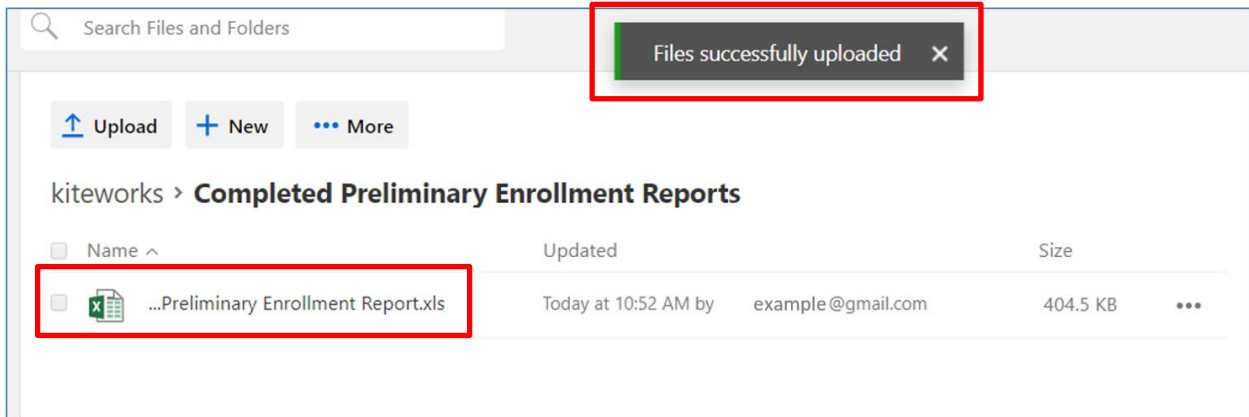 Search Files and Folders
Files successfully uploaded ×
Upload + New ••• More
kiteworks > Completed Preliminary Enrollment Reports
Name Updated Size
...Preliminary Enrollment Report.xls Today at 10:52 AM by example@gmail.com 404.5 KB •••